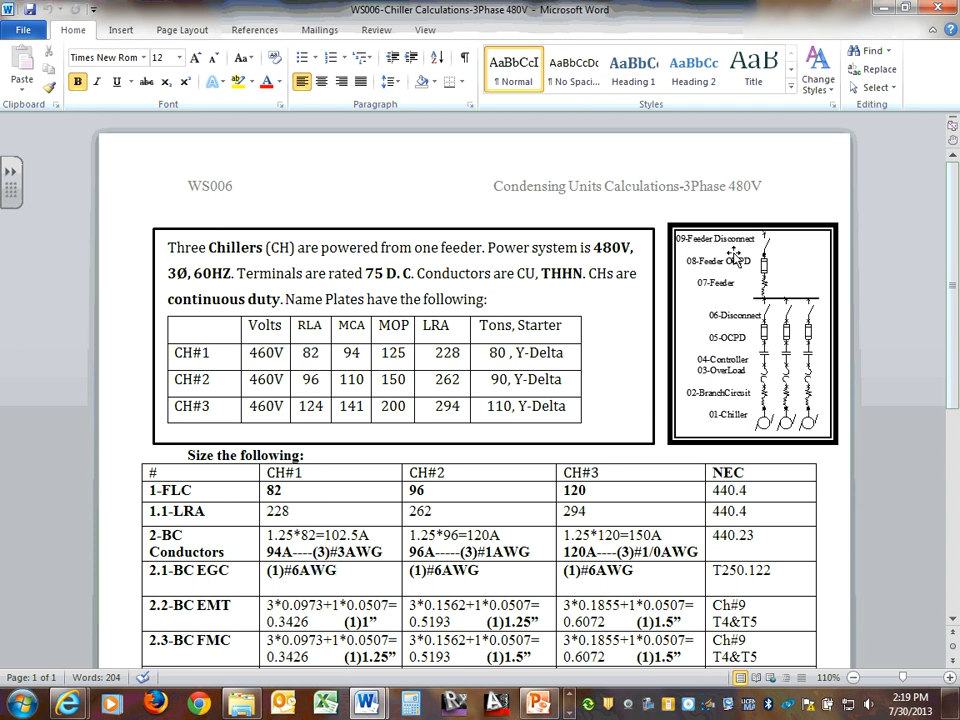 WS006-Chiller Calculations-3Phase 480V - Microsoft Word
File Home Insert Page Layout References Mailings Review View
Paste
Times New Rom 12
B I U abc x₂ x² A
AaBbCcI AaBbCcDc AaBbC AaBbCc AaB
¶ Normal ¶ No Spaci... Heading 1 Heading 2 Title
Change Styles
Find
Replace
Select
Clipboard Font Paragraph Styles Editing
WS006 Condensing Units Calculations-3Phase 480V
Three Chillers (CH) are powered from one feeder. Power system is 480V,
3Ø, 60HZ. Terminals are rated 75 D. C. Conductors are CU, THHN. CHs are
continuous duty. Name Plates have the following:
Volts RLA MCA MOP LRA Tons, Starter
CH#1 460V 82 94 125 228 80 , Y-Delta
CH#2 460V 96 110 150 262 90, Y-Delta
CH#3 460V 124 141 200 294 110, Y-Delta
09-Feeder Disconnect
08-Feeder OCPD
07-Feeder
06-Disconnect
05-OCPD
04-Controller
03-OverLoad
02-BranchCircuit
01-Chiller
Size the following:
# CH#1 CH#2 CH#3 NEC
1-FLC 82 96 120 440.4
1.1-LRA 228 262 294 440.4
2-BC 1.25*82=102.5A 1.25*96=120A 1.25*120=150A 440.23
Conductors 94A----(3)#3AWG 96A-----(3)#1AWG 120A----(3)#1/0AWG
2.1-BC EGC (1)#6AWG (1)#6AWG (1)#6AWG T250.122
2.2-BC EMT 3*0.0973+1*0.0507= 3*0.1562+1*0.0507= 3*0.1855+1*0.0507= Ch#9
0.3426 (1)1” 0.5193 (1)1.25” 0.6072 (1)1.5” T4&T5
2.3-BC FMC 3*0.0973+1*0.0507= 3*0.1562+1*0.0507= 3*0.1855+1*0.0507= Ch#9
0.3426 (1)1.25” 0.5193 (1)1.5” 0.6072 (1)1.5” T4&T5
Page: 1 of 1 Words: 204 110%
2:19 PM
7/30/2013